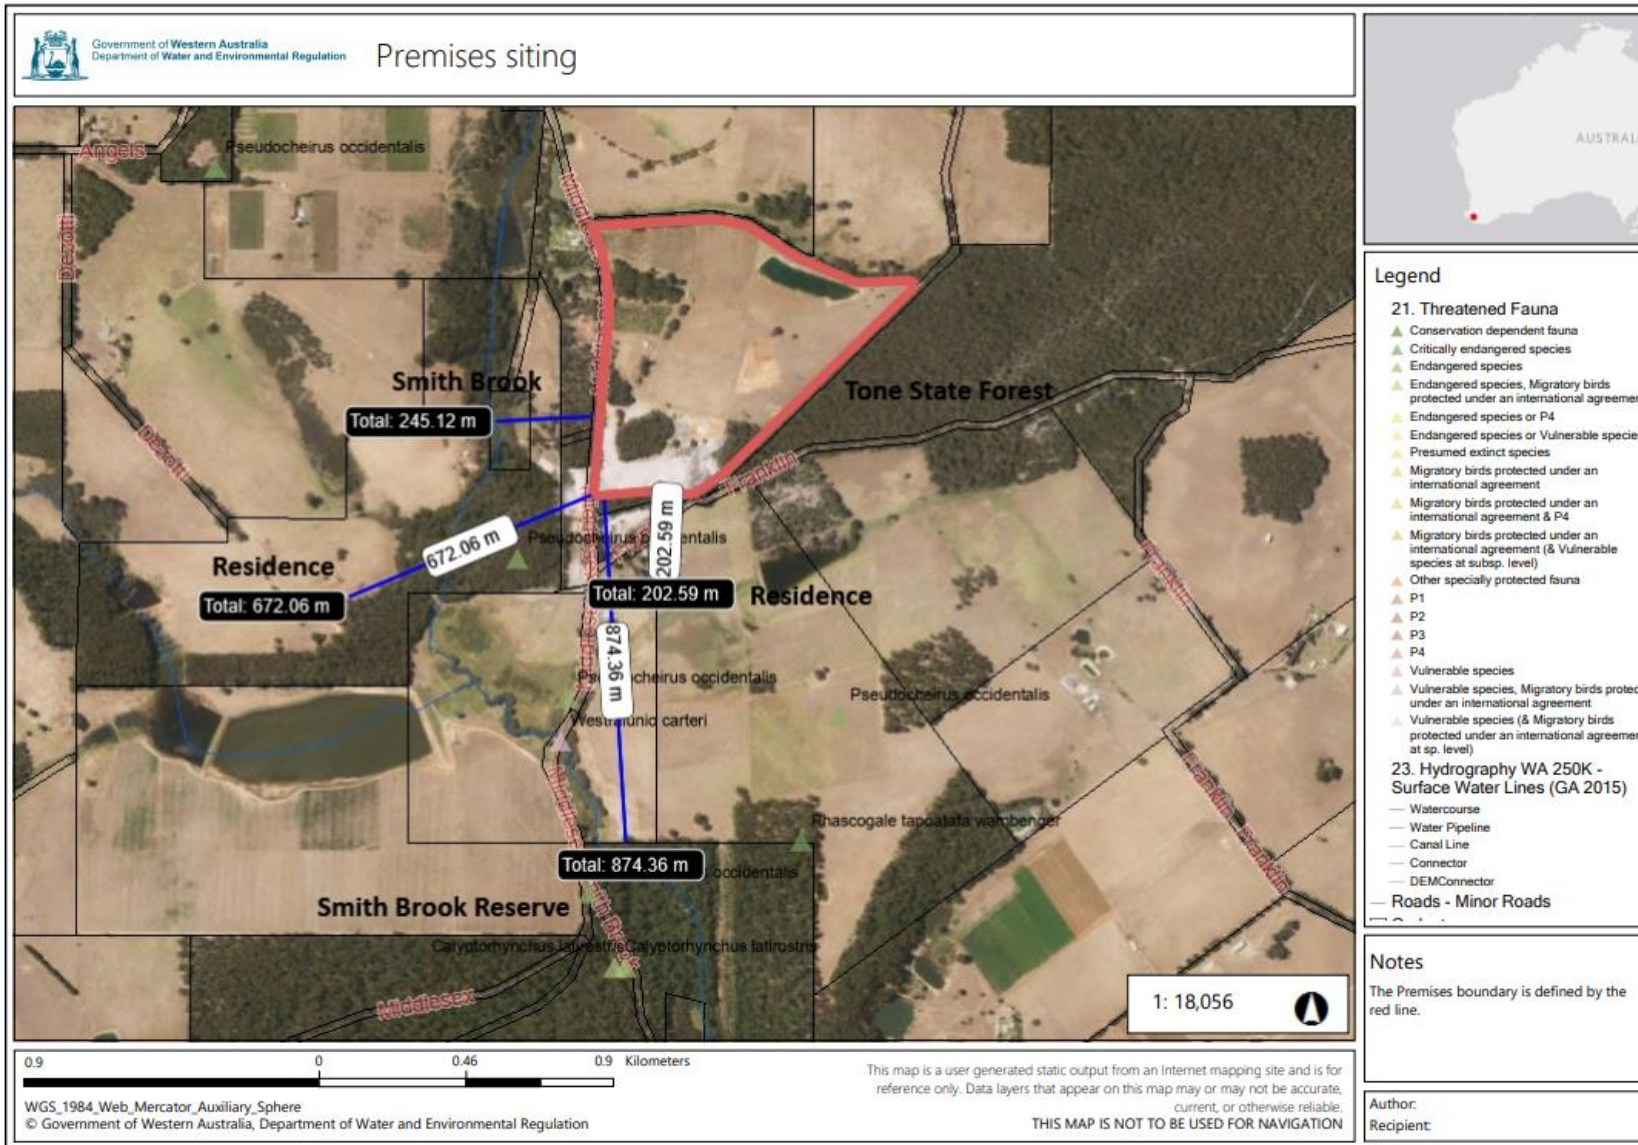 Government of Western Australia
Department of Water and Environmental Regulation
Premises siting
AUSTRAL
Angels
Pseudocheirus occidentalis
Dezotti
Smith Brook
Total: 245.12 m
Tone State Forest
Dezotti
Franklin
672.06 m
202.59 m
Residence
Total: 672.06 m
Total: 202.59 m
Residence
874.36 m
Franklin
Pseudocheirus occidentalis
Westralunio carteri
Pseudocheirus occidentalis
Franklin
Franklin
Total: 874.36 m
occidentalis
Smith Brook Reserve
Calyptorhynchus latirostris
Calyptorhynchus latirostris
Middlesex
1: 18,056
Legend
21. Threatened Fauna
Conservation dependent fauna
Critically endangered species
Endangered species
Endangered species, Migratory birds
protected under an international agreemen
Endangered species or P4
Endangered species or Vulnerable specie
Presumed extinct species
Migratory birds protected under an
international agreement
Migratory birds protected under an
international agreement & P4
Migratory birds protected under an
international agreement (& Vulnerable
species at subsp. level)
Other specially protected fauna
P1
P2
P3
P4
Vulnerable species
Vulnerable species, Migratory birds protec
under an international agreement
Vulnerable species (& Migratory birds
protected under an international agreemen
at sp. level)
23. Hydrography WA 250K -
Surface Water Lines (GA 2015)
Watercourse
Water Pipeline
Canal Line
Connector
DEMConnector
Roads - Minor Roads
Notes
The Premises boundary is defined by the
red line.
Author:
Recipient:
0.9 0 0.46 0.9 Kilometers
WGS_1984_Web_Mercator_Auxiliary_Sphere
© Government of Western Australia, Department of Water and Environmental Regulation
This map is a user generated static output from an Internet mapping site and is for
reference only. Data layers that appear on this map may or may not be accurate,
current, or otherwise reliable.
THIS MAP IS NOT TO BE USED FOR NAVIGATION